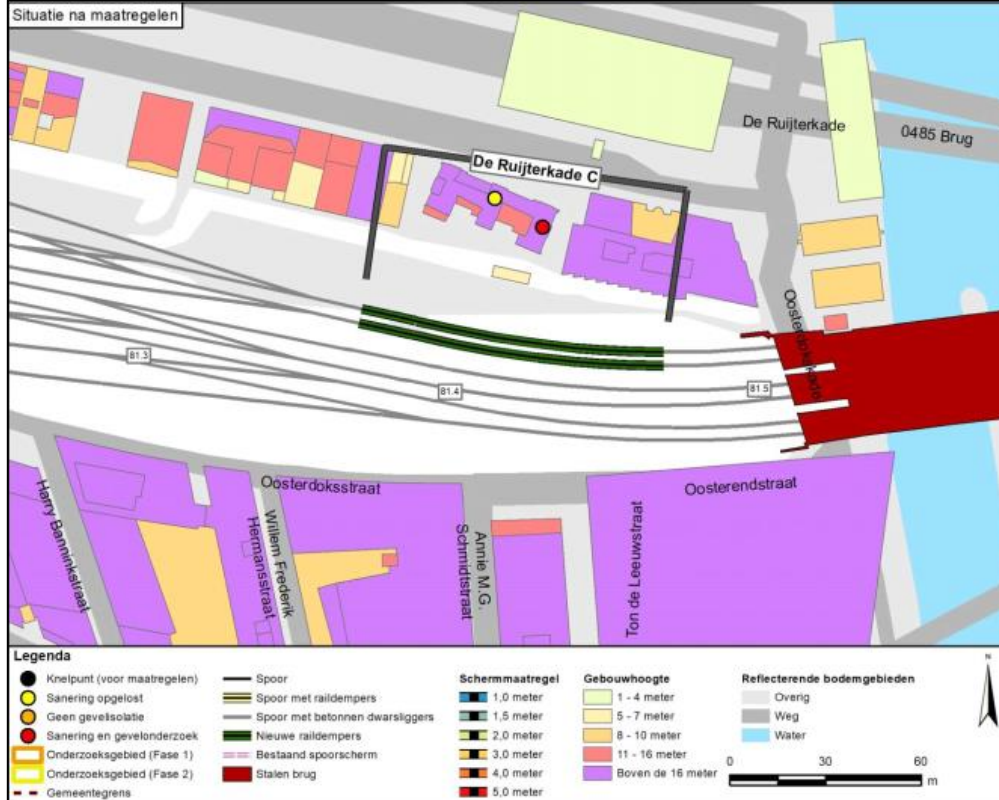 Situatie na maatregelen
De Ruijterkade
0485 Brug
De Ruijterkade C
Oosterdokskade
81.3
81.4
81.5
Oosterdoksstraat
Oosterendstraat
Harry Banninkstraat
Willem Frederik
Hermansstraat
Annie M.G.
Schmidtstraat
Ton de Leeuwstraat
Legenda
Knelpunt (voor maatregelen)
Sanering opgelost
Geen gevelisolatie
Sanering en gevelonderzoek
Onderzoeksgebied (Fase 1)
Onderzoeksgebied (Fase 2)
Gemeentegrens
Spoor
Spoor met raildempers
Spoor met betonnen dwarsliggers
Nieuwe raildempers
Bestaand spoorscherm
Stalen brug
Schermmaatregel
1,0 meter
1,5 meter
2,0 meter
3,0 meter
4,0 meter
5,0 meter
Gebouwhoogte
1 - 4 meter
5 - 7 meter
8 - 10 meter
11 - 16 meter
Boven de 16 meter
Reflecterende bodemgebieden
Overig
Weg
Water
N
0 30 60
m